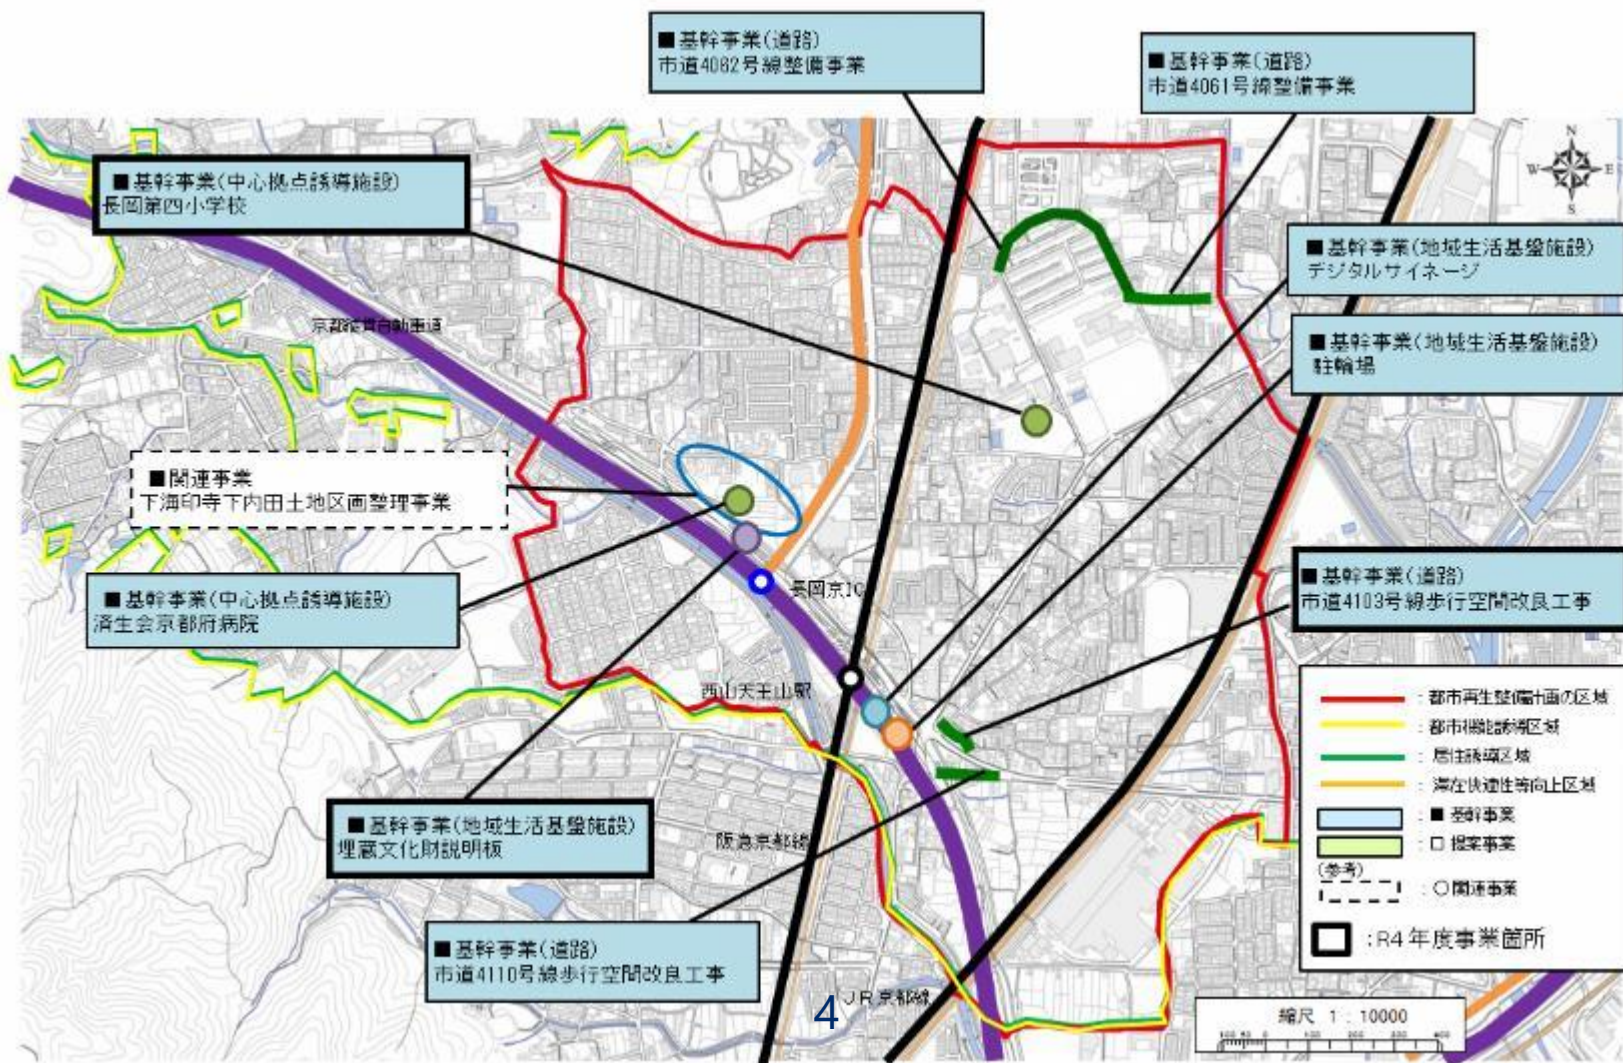 ■基幹事業(道路)
市道4082号線整備事業
■基幹事業(道路)
市道4061号線整備事業
■基幹事業(中心拠点誘導施設)
長岡第四小学校
N
W
E
S
■基幹事業(地域生活基盤施設)
デジタルサイネージ
京都縦貫自動車道
■基幹事業(地域生活基盤施設)
駐輪場
■関連事業
下海印寺下内田土地区画整理事業
■基幹事業(道路)
市道4103号線歩行空間改良工事
■基幹事業(中心拠点誘導施設)
済生会京都府病院
長岡京IC
西山天王山駅
■基幹事業(地域生活基盤施設)
埋蔵文化財説明板
阪急京都線
■基幹事業(道路)
市道4110号線歩行空間改良工事
JR京都線
4
:都市再生整備計画の区域
:都市機能誘導区域
:居住誘導区域
:滞在快適性等向上区域
:■ 基幹事業
:□ 提案事業
(参考)
:○関連事業
:R4年度事業箇所
縮尺 1:10000
100 50 0 100 200 300 400